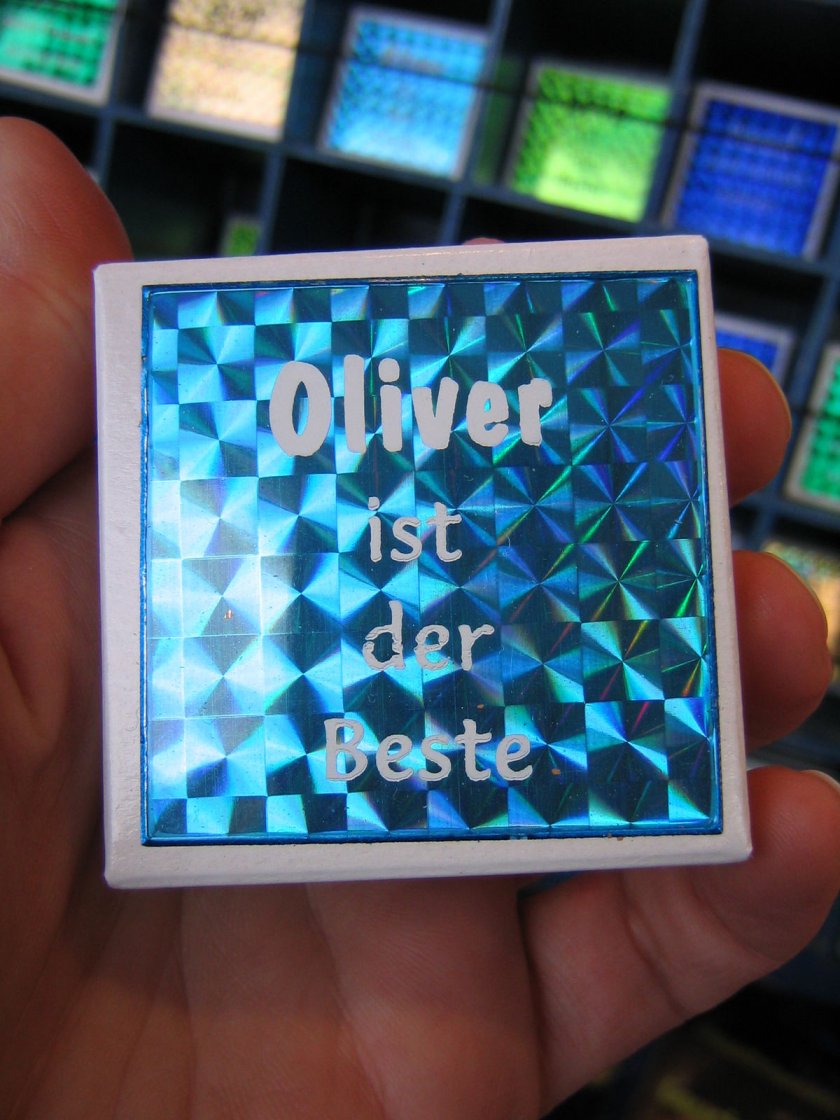 Oliver
ist
der
Beste